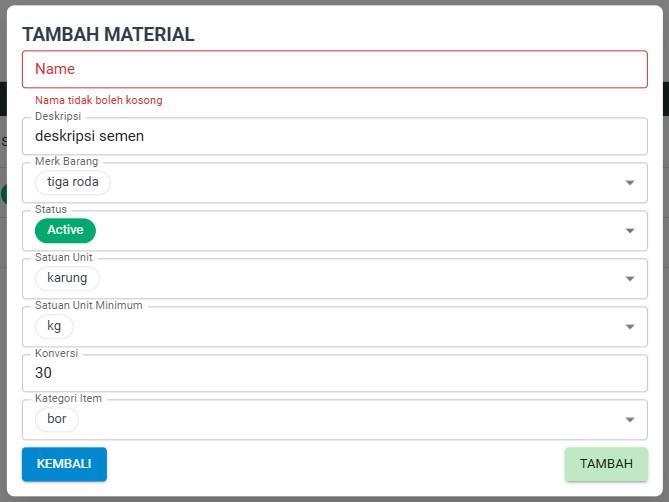 TAMBAH MATERIAL
Name
Nama tidak boleh kosong
Deskripsi
deskripsi semen
Merk Barang
tiga roda
Status
Active
Satuan Unit
karung
Satuan Unit Minimum
kg
Konversi
30
Kategori Item
bor
KEMBALI TAMBAH